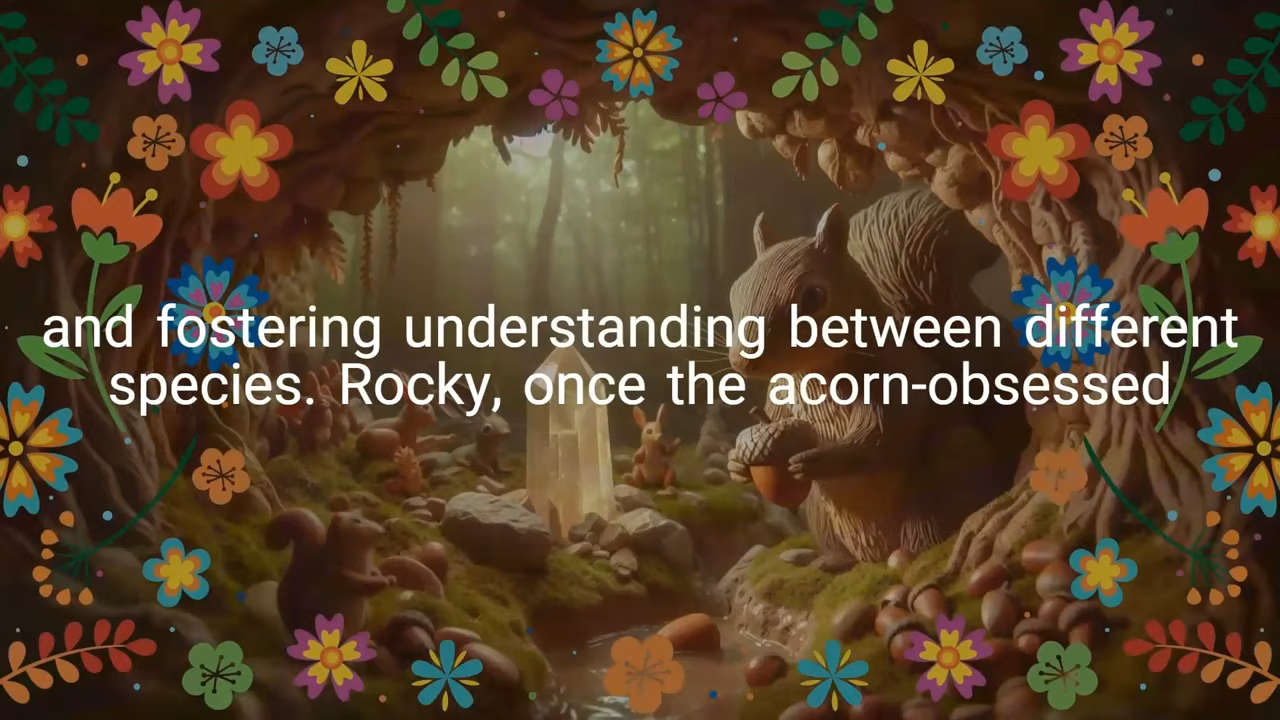 and fostering understanding between different
species. Rocky, once the acorn-obsessed